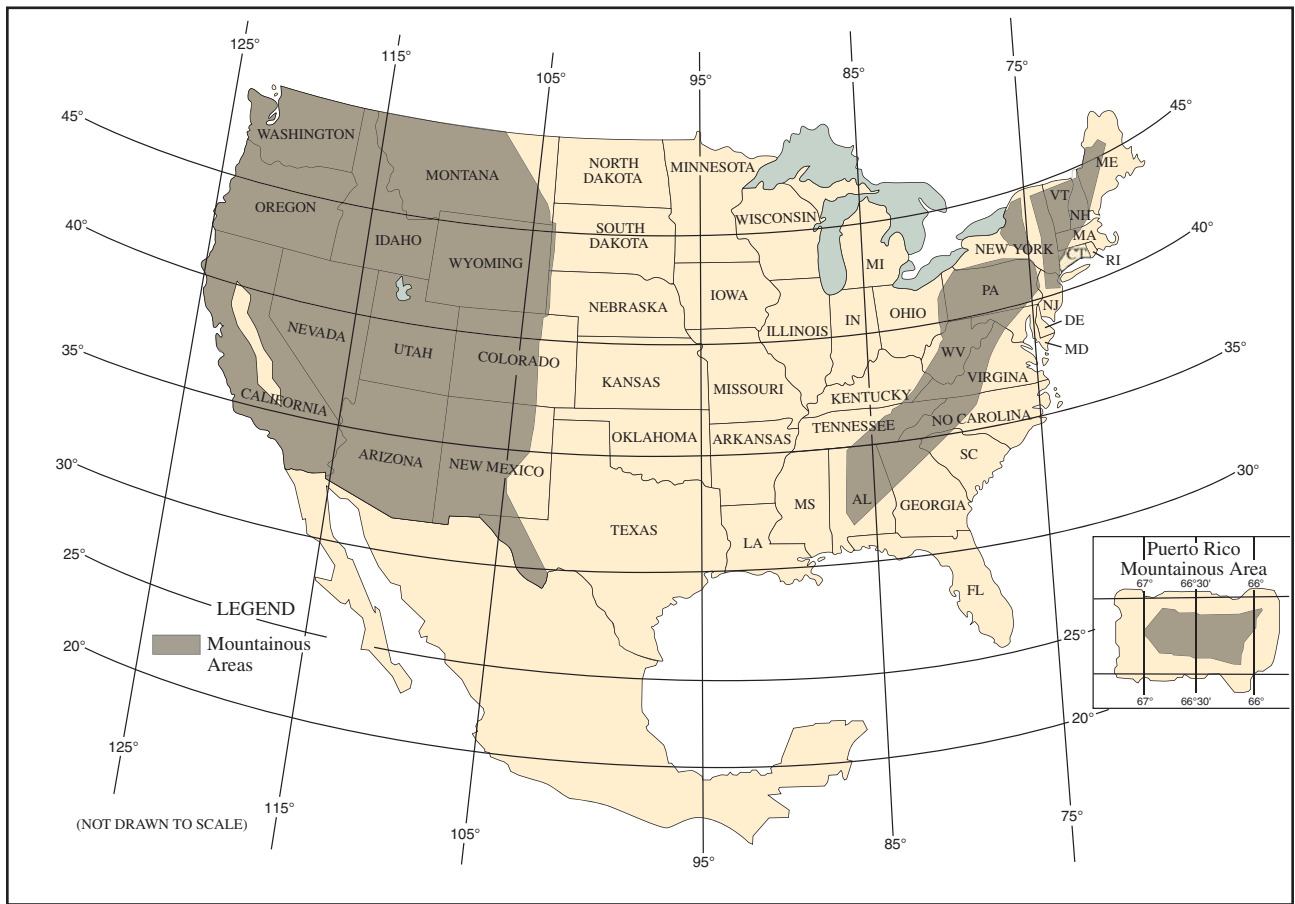 125°
115°
105°
95°
85°
75°
45°
45°
40°
40°
35°
35°
30°
30°
25°
25°
20°
20°
WASHINGTON
OREGON
MONTANA
IDAHO
WYOMING
NORTH
DAKOTA
SOUTH
DAKOTA
MINNESOTA
WISCONSIN
MI
NEW YORK
VT
NH
ME
MA
CT
RI
NEVADA
UTAH
COLORADO
NEBRASKA
IOWA
ILLINOIS
IN
OHIO
PA
NJ
DE
MD
CALIFORNIA
KANSAS
MISSOURI
KENTUCKY
WV
VIRGINIA
ARIZONA
NEW MEXICO
OKLAHOMA
ARKANSAS
TENNESSEE
NO CAROLINA
SC
TEXAS
LA
MS
AL
GEORGIA
FL
LEGEND
Mountainous
Areas
Puerto Rico
Mountainous Area
67°
66°30'
66°
67°
66°30'
66°
125°
115°
105°
95°
85°
75°
(NOT DRAWN TO SCALE)